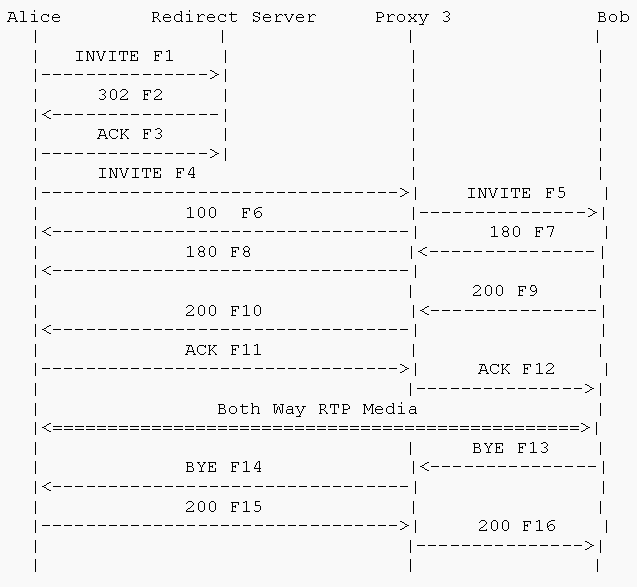 Alice Redirect Server Proxy 3 Bob
INVITE F1
302 F2
ACK F3
INVITE F4
INVITE F5
100 F6
180 F7
180 F8
200 F9
200 F10
ACK F11
ACK F12
Both Way RTP Media
BYE F13
BYE F14
200 F15
200 F16